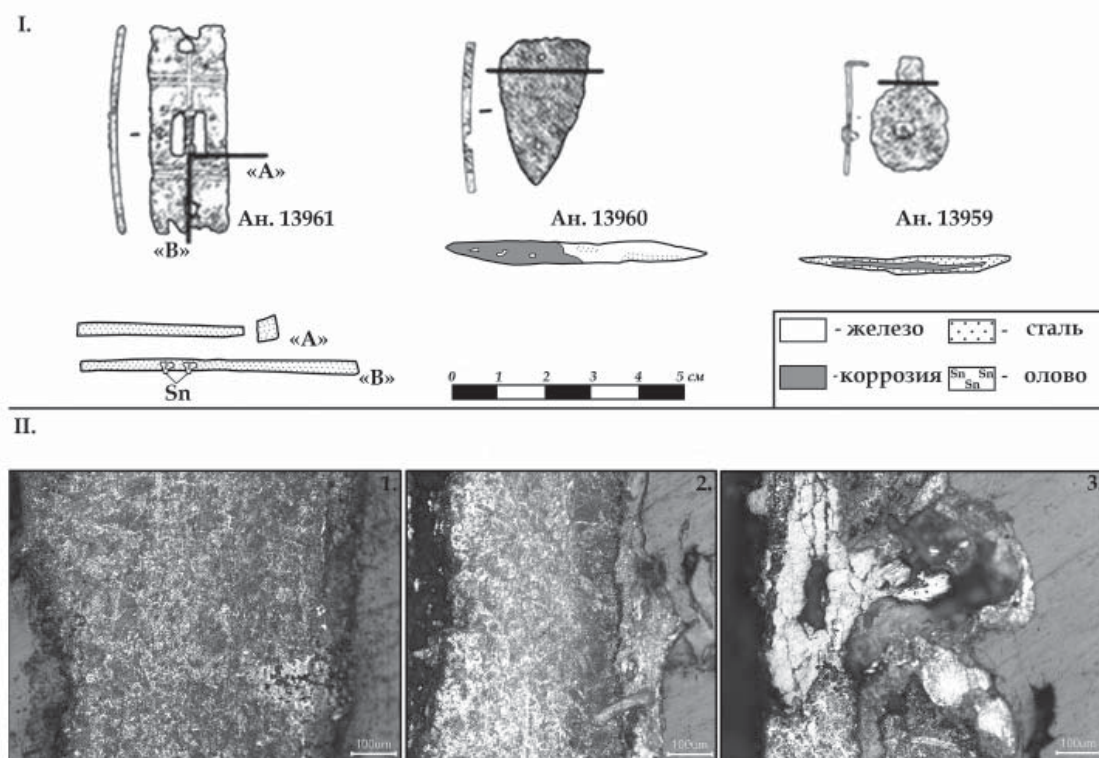 I.
«А»
Ан. 13961 Ан. 13960 Ан. 13959
«В»
«А»
«В»
Sn
0 1 2 3 4 5 см
- железо
- сталь
-коррозия
Sn Sn Sn - олово
II.
1. 2. 3
100um 100um 100um